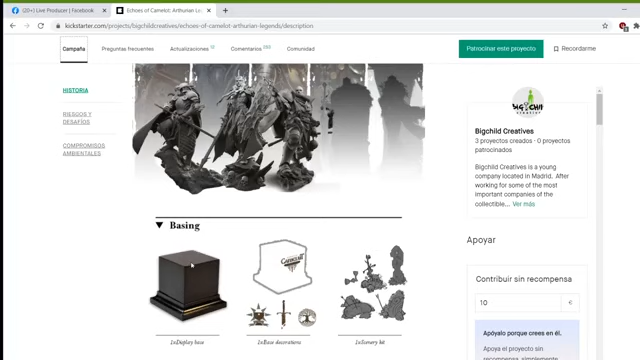 (20+) Live Producer | Facebook
Echoes of Camelot: Arthurian Le
kickstarter.com/projects/bigchildcreatives/echoes-of-camelot-arthurian-legends/description
Campaña
Preguntas frecuentes
Actualizaciones
Comentarios
Comunidad
Patrocinar este proyecto
Recordarme
HISTORIA
RIESGOS Y
DESAFÍOS
COMPROMISOS
AMBIENTALES
BIGCHILD
Bigchild Creatives
3 proyectos creados · 0 proyectos
patrocinados
Bigchild Creatives is a young
company located in Madrid. After
working for some of the most
important companies of the
collectible... Ver más
Basing
CAMELOT
1xDisplay base
2xBase decorations
1xScenery kit
Apoyar
Contribuir sin recompensa
10 €
Apóyalo porque crees en él.
Apoya el proyecto sin
recompensa, simplemente